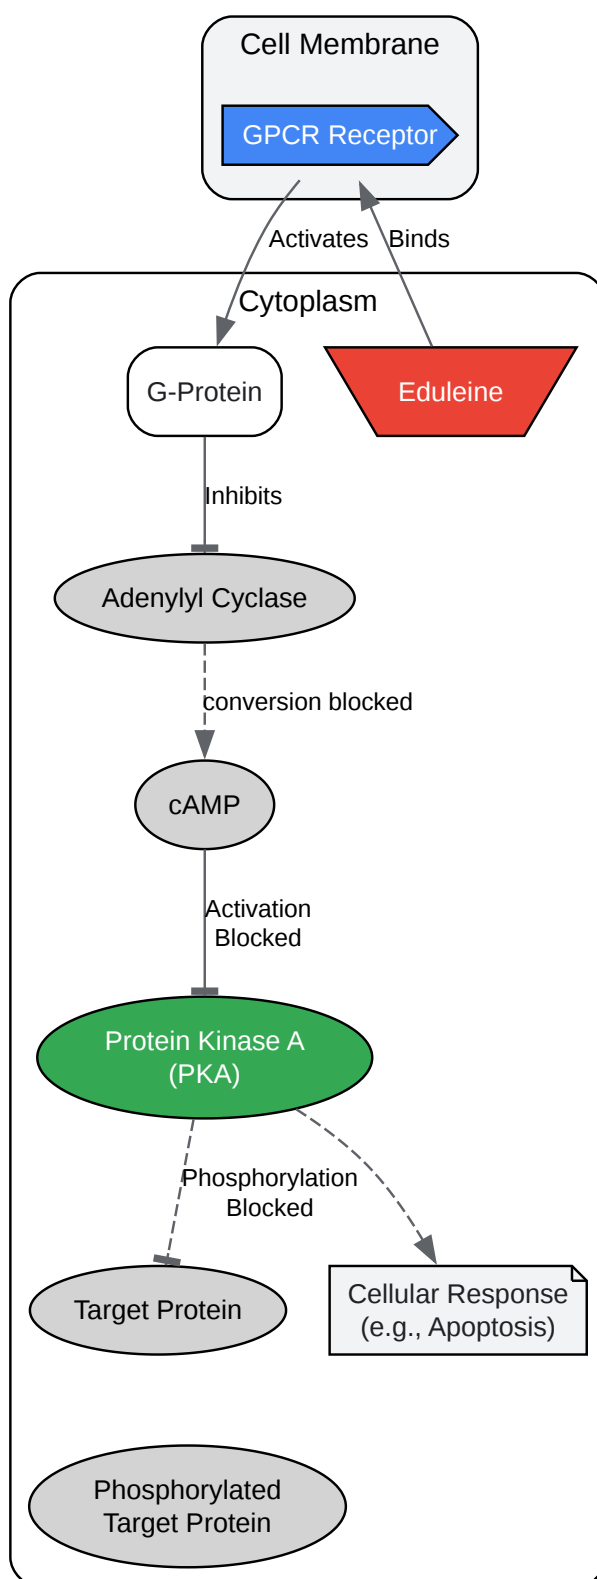 Cell Membrane
GPCR Receptor
Activates
Binds
Cytoplasm
G-Protein
Eduleine
Inhibits
Adenylyl Cyclase
conversion blocked
cAMP
Activation
Blocked
Protein Kinase A
(PKA)
Phosphorylation
Blocked
Target Protein
Cellular Response
(e.g., Apoptosis)
Phosphorylated
Target Protein